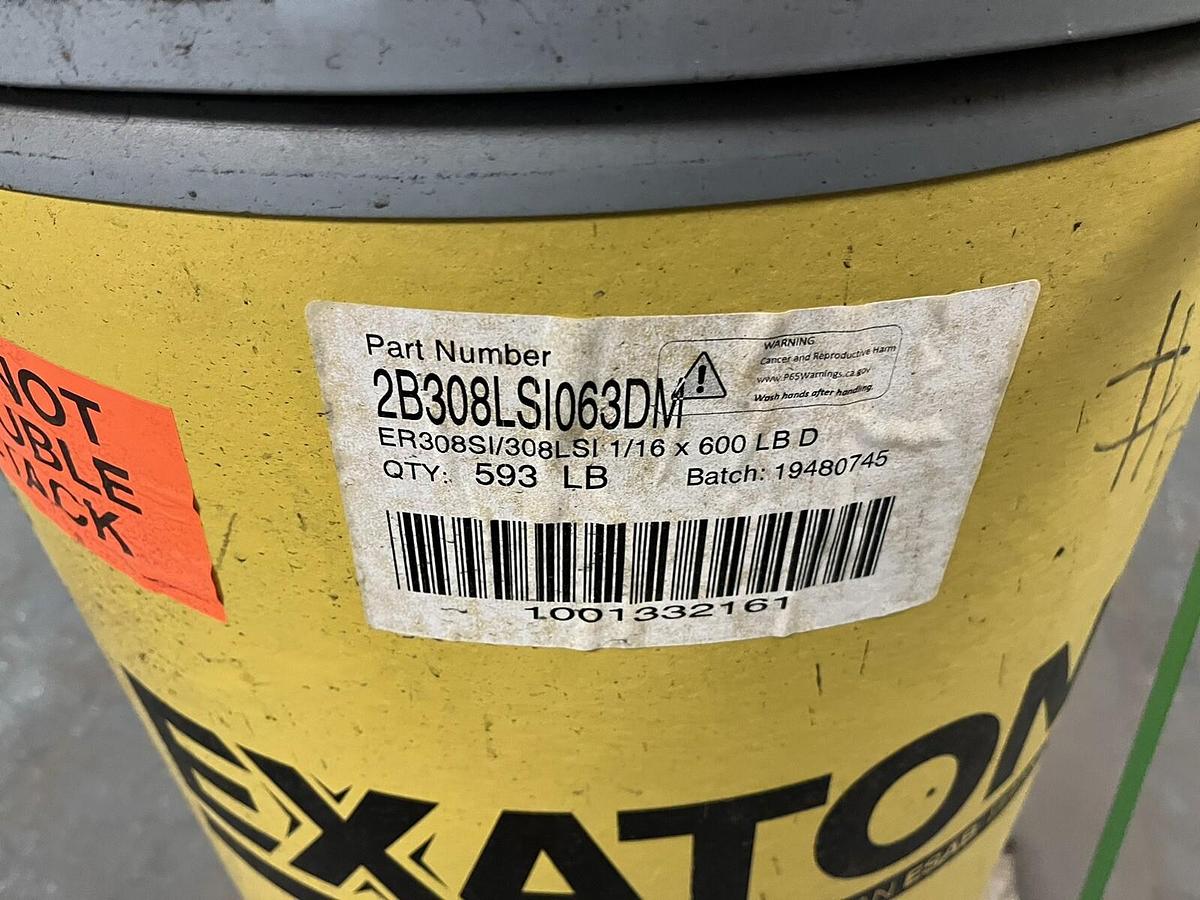 Part Number
2B308LSI063DM
ER308SI/308LSI 1/16 x 600 LB D
QTY: 593 LB Batch: 19480745
1001332161
WARNING
Cancer and Reproductive Harm
www.P65Warnings.ca.gov
Wash hands after handling.
NOT
UBLE
TACK
#
EXATON
ESAB